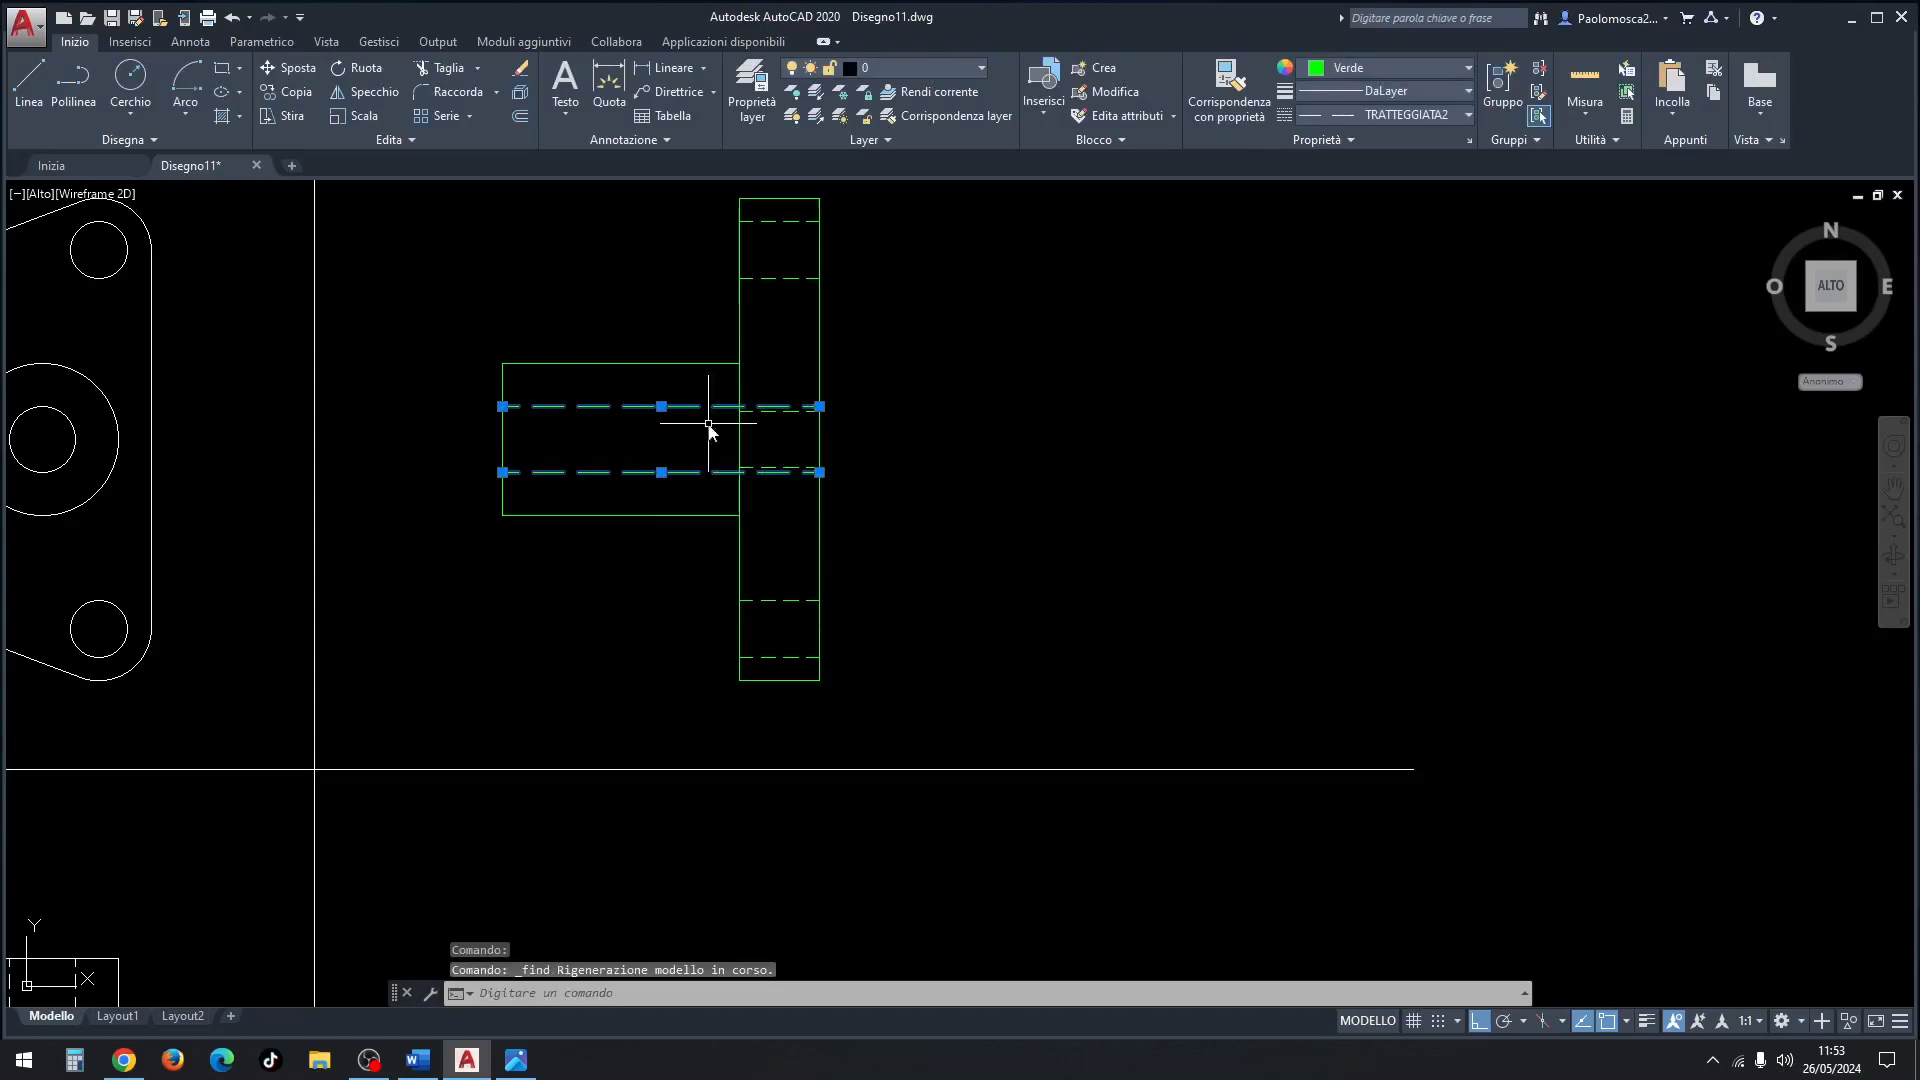 Autodesk AutoCAD 2020 Disegno11.dwg
Digitare parola chiave o frase
Paolomosca2...
Inizio Inserisci Annota Parametrico Vista Gestisci Output Moduli aggiuntivi Collabora Applicazioni disponibili
Linea Polilinea Cerchio Arco
Sposta Ruota Taglia
Copia Specchio Raccorda
Stira Scala Serie
Testo Quota
Lineare
Direttrice
Tabella
Proprietà layer
0
Rendi corrente
Corrispondenza layer
Inserisci
Crea
Modifica
Edita attributi
Corrispondenza con proprietà
Verde
DaLayer
TRATTEGGIATA2
Gruppo
Misura
Incolla
Base
Disegna Edita Annotazione Layer Blocco Proprietà Gruppi Utilità Appunti Vista
Inizia Disegno11*
[−][Alto][Wireframe 2D]
N
O ALTO E
S
Anonimo
Y
X
Comando:
Comando: _find Rigenerazione modello in corso.
Digitare un comando
Modello Layout1 Layout2
MODELLO 1:1
11:53
26/05/2024